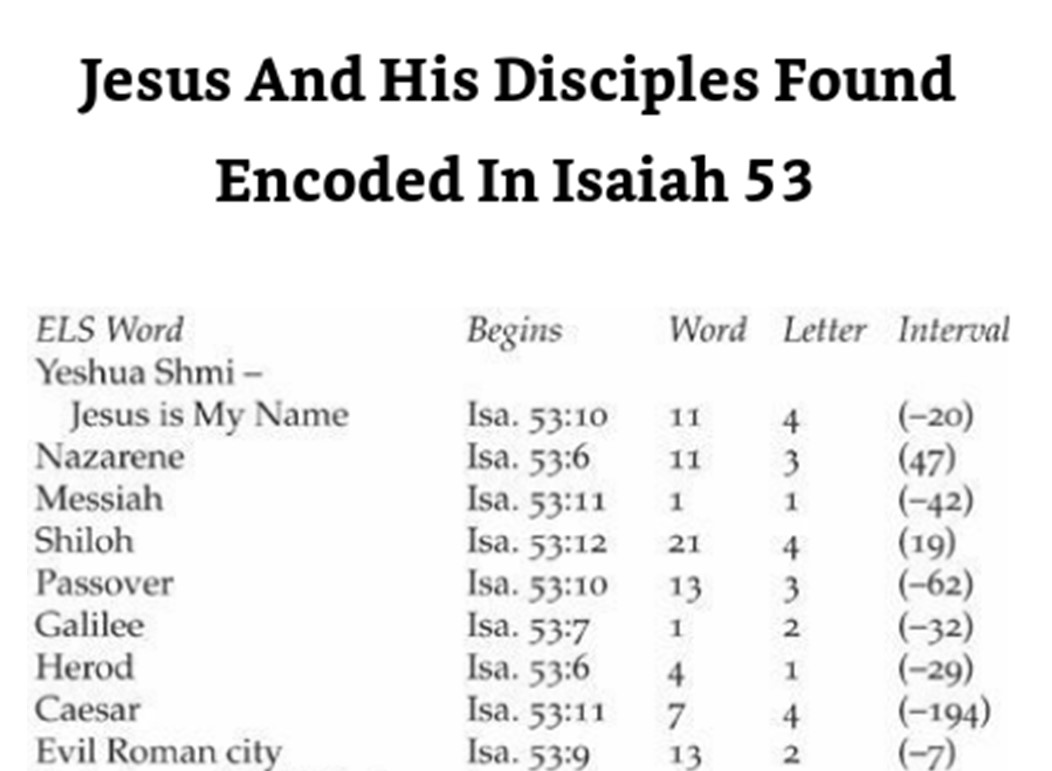 Jesus And His Disciples Found
Encoded In Isaiah 53
ELS Word Begins Word Letter Interval
Yeshua Shmi –
Jesus is My Name Isa. 53:10 11 4 (–20)
Nazarene Isa. 53:6 11 3 (47)
Messiah Isa. 53:11 1 1 (–42)
Shiloh Isa. 53:12 21 4 (19)
Passover Isa. 53:10 13 3 (–62)
Galilee Isa. 53:7 1 2 (–32)
Herod Isa. 53:6 4 1 (–29)
Caesar Isa. 53:11 7 4 (–194)
Evil Roman city Isa. 53:9 13 2 (–7)